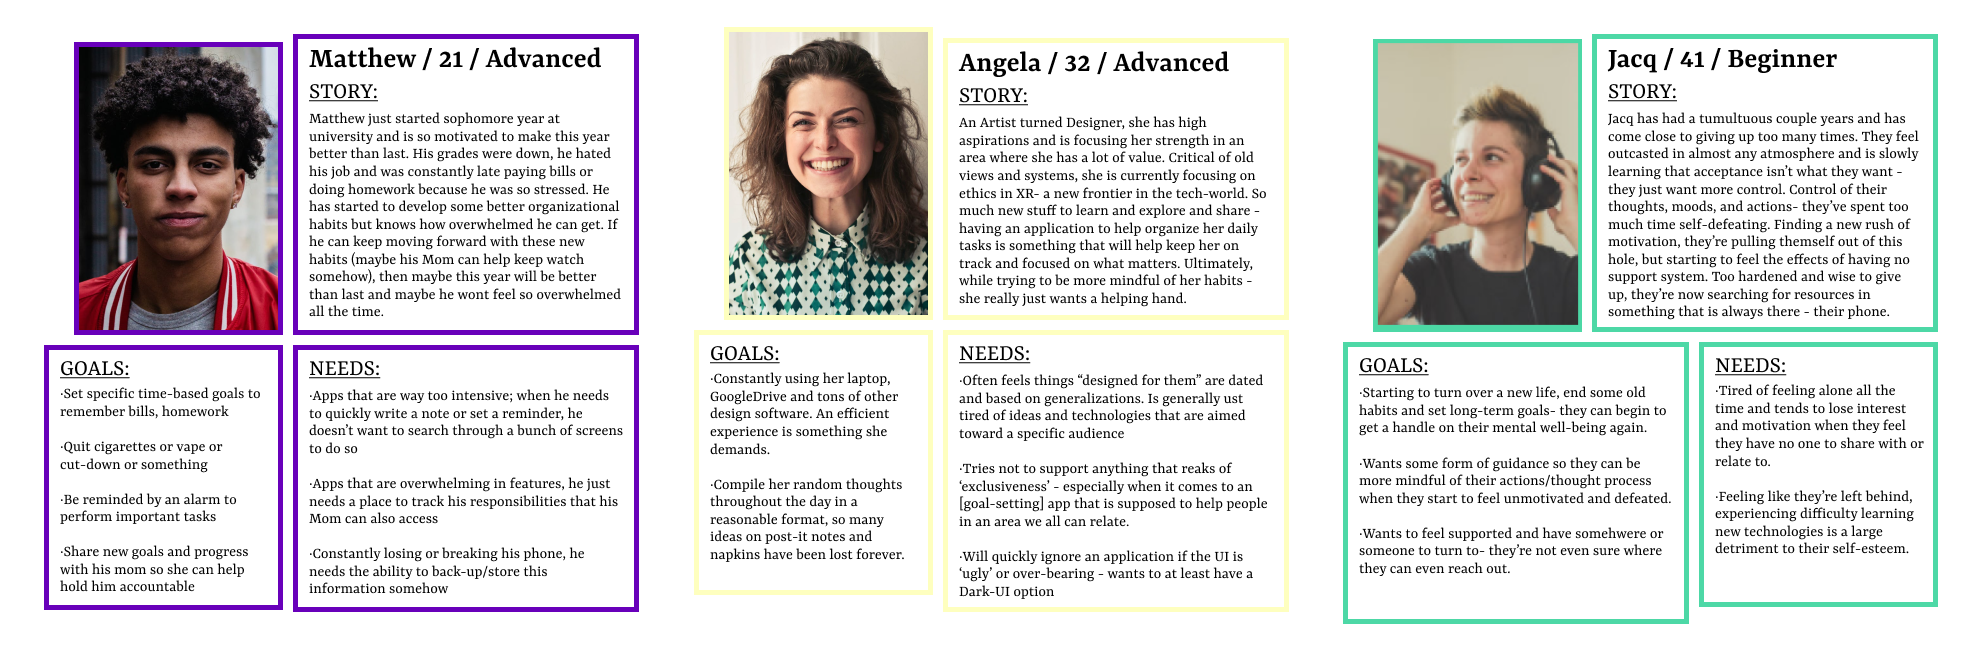 Matthew / 21 / Advanced
STORY:
Matthew just started sophomore year at
university and is so motivated to make this year
better than last. His grades were down, he hated
his job and was constantly late paying bills or
doing homework because he was so stressed. He
has started to develop some better organizational
habits but knows how overwhelmed he can get. If
he can keep moving forward with these new
habits (maybe his Mom can help keep watch
somehow), then maybe this year will be better
than last and maybe he wont feel so overwhelmed
all the time.
GOALS:
·Set specific time-based goals to
remember bills, homework
·Quit cigarettes or vape or
cut-down or something
·Be reminded by an alarm to
perform important tasks
·Share new goals and progress
with his mom so she can help
hold him accountable
NEEDS:
·Apps that are way too intensive; when he needs
to quickly write a note or set a reminder, he
doesn't want to search through a bunch of screens
to do so
·Apps that are overwhelming in features, he just
needs a place to track his responsibilities that his
Mom can also access
·Constantly losing or breaking his phone, he
needs the ability to back-up/store this
information somehow
Angela / 32 / Advanced
STORY:
An Artist turned Designer, she has high
aspirations and is focusing her strength in an
area where she has a lot of value. Critical of old
views and systems, she is currently focusing on
ethics in XR- a new frontier in the tech-world. So
much new stuff to learn and explore and share -
having an application to help organize her daily
tasks is something that will help keep her on
track and focused on what matters. Ultimately,
while trying to be more mindful of her habits -
she really just wants a helping hand.
GOALS:
·Constantly using her laptop,
GoogleDrive and tons of other
design software. An efficient
experience is something she
demands.
·Compile her random thoughts
throughout the day in a
reasonable format, so many
ideas on post-it notes and
napkins have been lost forever.
NEEDS:
·Often feels things “designed for them” are dated
and based on generalizations. Is generally ust
tired of ideas and technologies that are aimed
toward a specific audience
·Tries not to support anything that reaks of
‘exclusiveness’ - especially when it comes to an
[goal-setting] app that is supposed to help people
in an area we all can relate.
·Will quickly ignore an application if the UI is
‘ugly’ or over-bearing - wants to at least have a
Dark-UI option
Jacq / 41 / Beginner
STORY:
Jacq has had a tumultuous couple years and has
come close to giving up too many times. They feel
outcasted in almost any atmosphere and is slowly
learning that acceptance isn’t what they want -
they just want more control. Control of their
thoughts, moods, and actions- they’ve spent too
much time self-defeating. Finding a new rush of
motivation, they’re pulling themself out of this
hole, but starting to feel the effects of having no
support system. Too hardened and wise to give
up, they’re now searching for resources in
something that is always there - their phone.
GOALS:
·Starting to turn over a new life, end some old
habits and set long-term goals- they can begin to
get a handle on their mental well-being again.
·Wants some form of guidance so they can be
more mindful of their actions/thought process
when they start to feel unmotivated and defeated.
·Wants to feel supported and have somehwere or
someone to turn to- they’re not even sure where
they can even reach out.
NEEDS:
·Tired of feeling alone all the
time and tends to lose interest
and motivation when they feel
they have no one to share with or
relate to.
·Feeling like they’re left behind,
experiencing difficulty learning
new technologies is a large
detriment to their self-esteem.